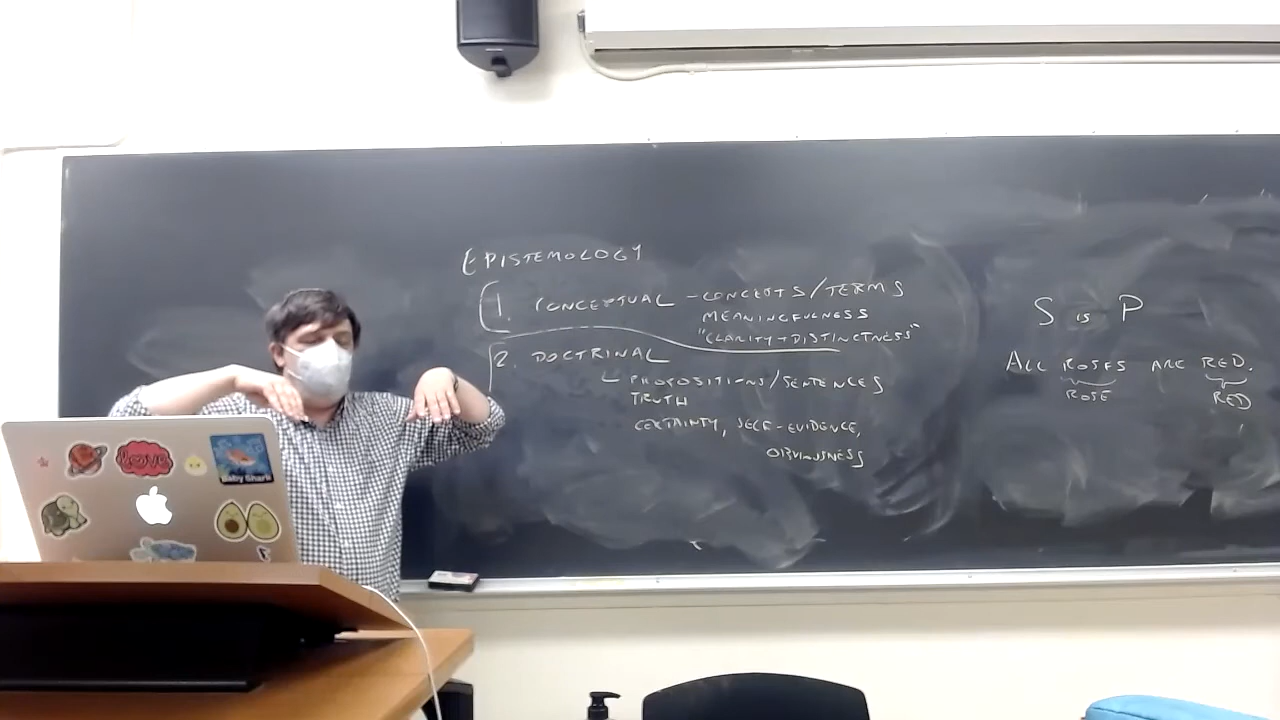 EPISTEMOLOGY
1. CONCEPTUAL - CONCEPTS/TERMS
MEANINGFULNESS
"CLARITY + DISTINCTNESS"
2. DOCTRINAL
PROPOSITIONS/SENTENCES
TRUTH
CERTAINTY, SELF-EVIDENCE,
OBVIOUSNESS
S is P
ALL ROSES ARE RED.
ROSE RED
LOVE
Baby Shark